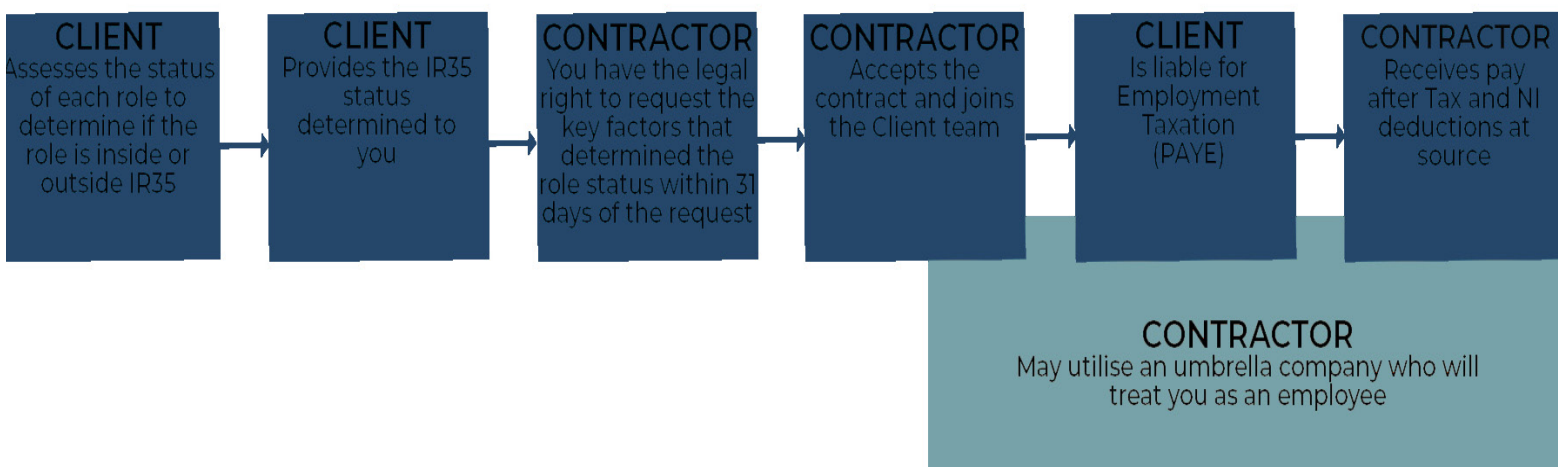 CLIENT
Assesses the status
of each role to
determine if the
role is inside or
outside IR35
CLIENT
Provides the IR35
status
determined to
you
CONTRACTOR
You have the legal
right to request the
key factors that
determined the
role status within 31
days of the request
CONTRACTOR
Accepts the
contract and joins
the Client team
CLIENT
Is liable for
Employment
Taxation
(PAYE)
CONTRACTOR
Receives pay
after Tax and NI
deductions at
source
CONTRACTOR
May utilise an umbrella company who will
treat you as an employee